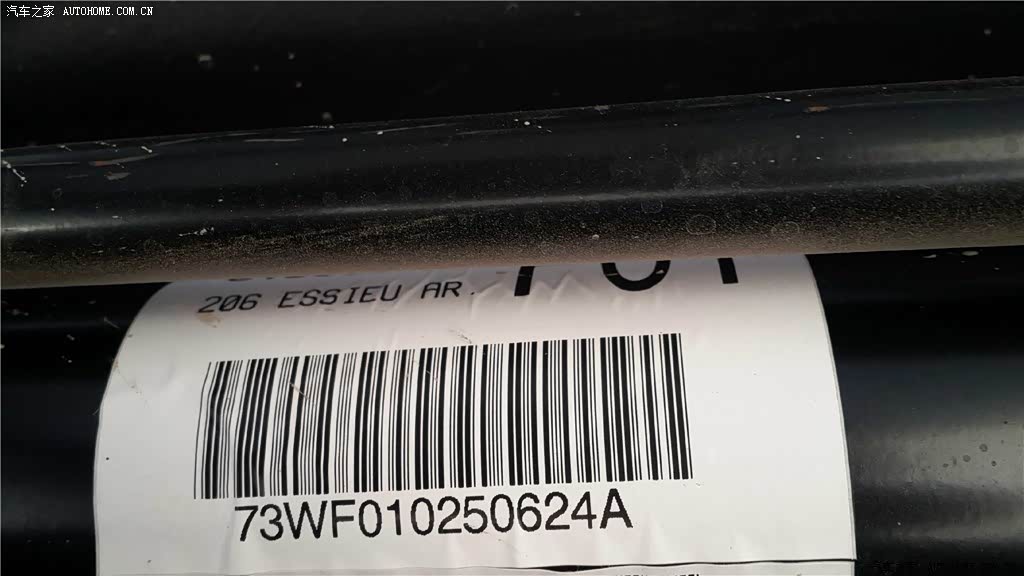 汽车之家 AUTOHOME.COM.CN
206 ESSIEU AR.
73WF010250624A